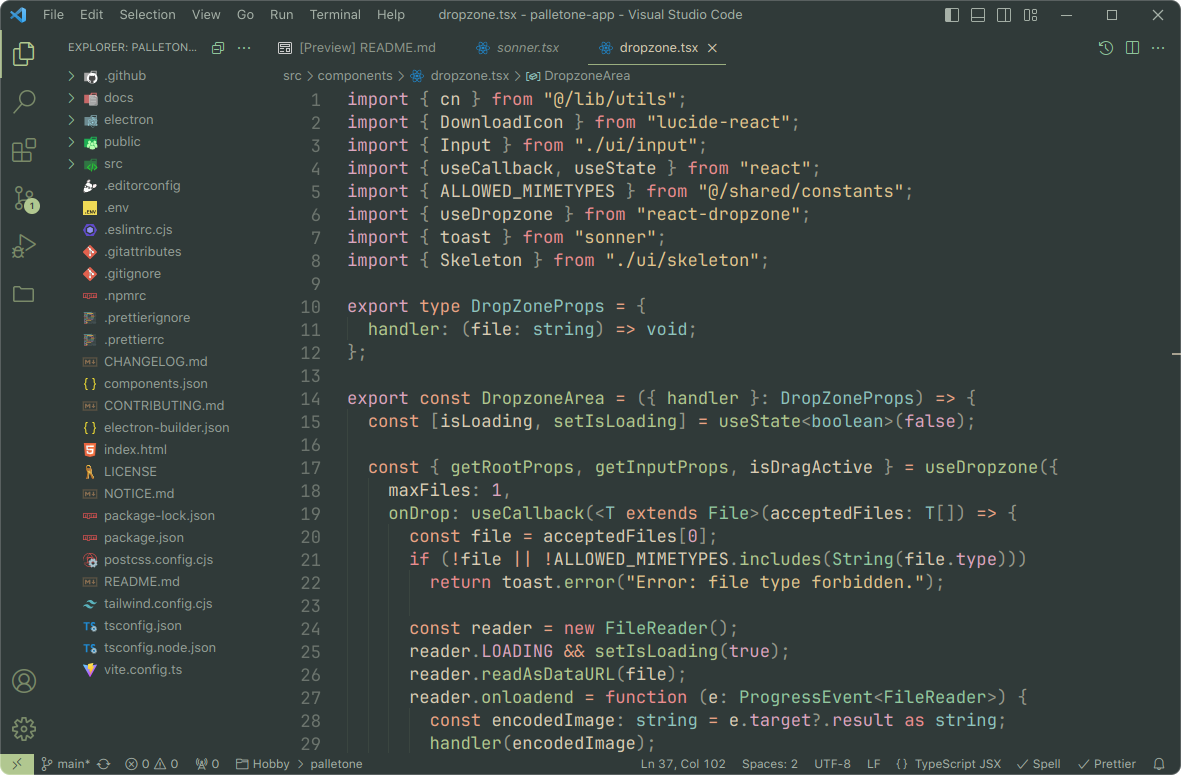 File Edit Selection View Go Run Terminal Help dropzone.tsx - palletone-app - Visual Studio Code
EXPLORER: PALLETON... ···
[Preview] README.md sonner.tsx dropzone.tsx
src > components > dropzone.tsx > DropzoneArea
.github
docs
electron
public
src
.editorconfig
.env
.eslintrc.cjs
.gitattributes
.gitignore
.npmrc
.prettierignore
.prettierrc
CHANGELOG.md
components.json
CONTRIBUTING.md
electron-builder.json
index.html
LICENSE
NOTICE.md
package-lock.json
package.json
postcss.config.cjs
README.md
tailwind.config.cjs
tsconfig.json
tsconfig.node.json
vite.config.ts
1
1 import { cn } from "@/lib/utils";
2 import { DownloadIcon } from "lucide-react";
3 import { Input } from "./ui/input";
4 import { useCallback, useState } from "react";
5 import { ALLOWED_MIMETYPES } from "@/shared/constants";
6 import { useDropzone } from "react-dropzone";
7 import { toast } from "sonner";
8 import { Skeleton } from "./ui/skeleton";
9
10 export type DropZoneProps = {
11 handler: (file: string) => void;
12 };
13
14 export const DropzoneArea = ({ handler }: DropZoneProps) => {
15 const [isLoading, setIsLoading] = useState<boolean>(false);
16
17 const { getRootProps, getInputProps, isDragActive } = useDropzone({
18 maxFiles: 1,
19 onDrop: useCallback(<T extends File>(acceptedFiles: T[]) => {
20 const file = acceptedFiles[0];
21 if (!file || !ALLOWED_MIMETYPES.includes(String(file.type)))
22 return toast.error("Error: file type forbidden.");
23
24 const reader = new FileReader();
25 reader.LOADING && setIsLoading(true);
26 reader.readAsDataURL(file);
27 reader.onloadend = function (e: ProgressEvent<FileReader>) {
28 const encodedImage: string = e.target?.result as string;
29 handler(encodedImage);
main* 0 0 0 Hobby > palletone Ln 37, Col 102 Spaces: 2 UTF-8 LF { } TypeScript JSX Spell Prettier